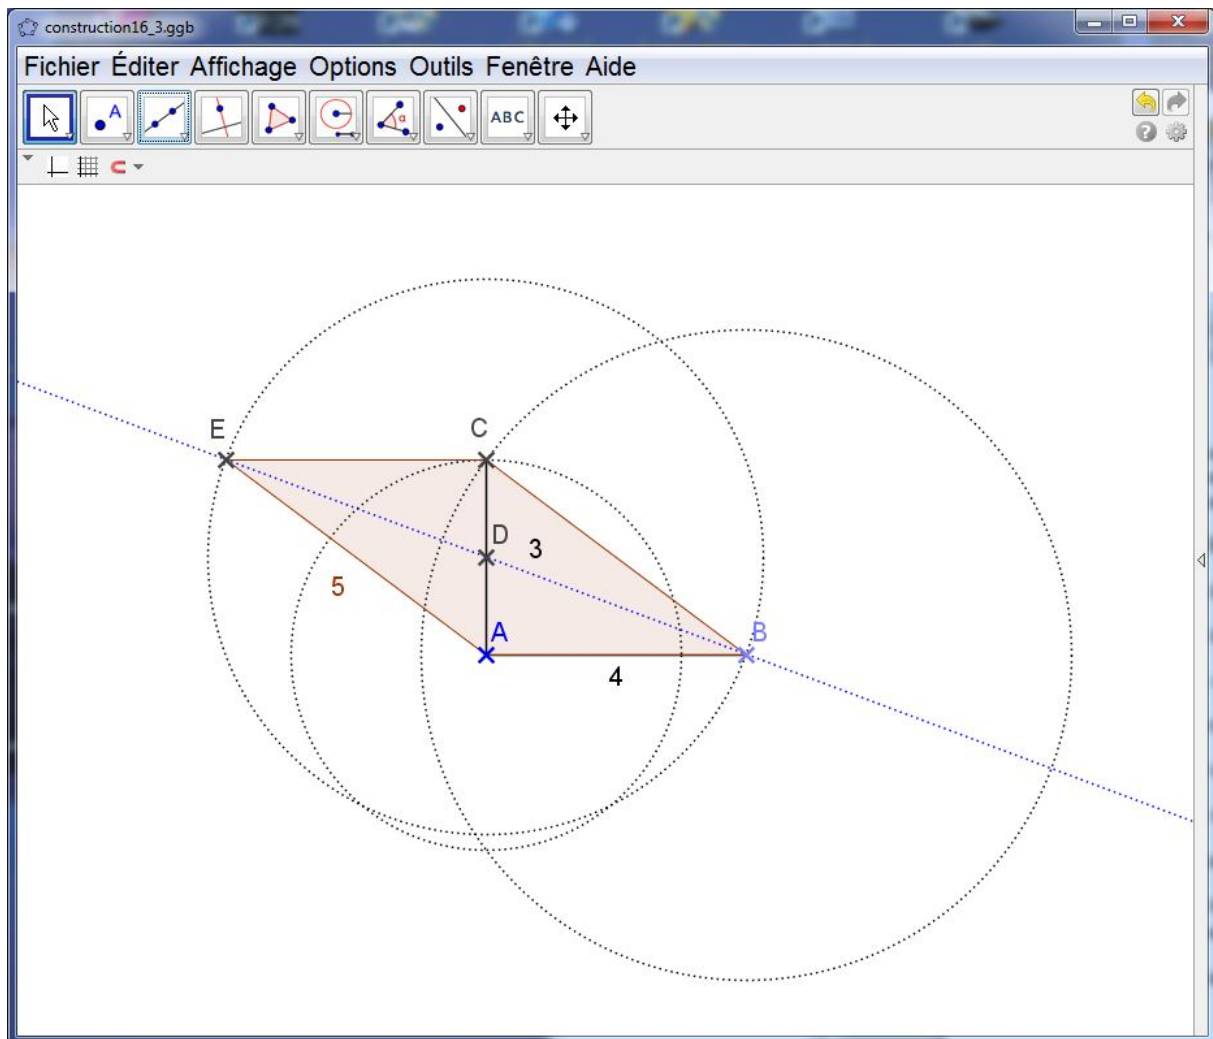 construction16_3.ggb
Fichier Éditer Affichage Options Outils Fenêtre Aide
A α ABC
E
C
D
3
5
A
B
4